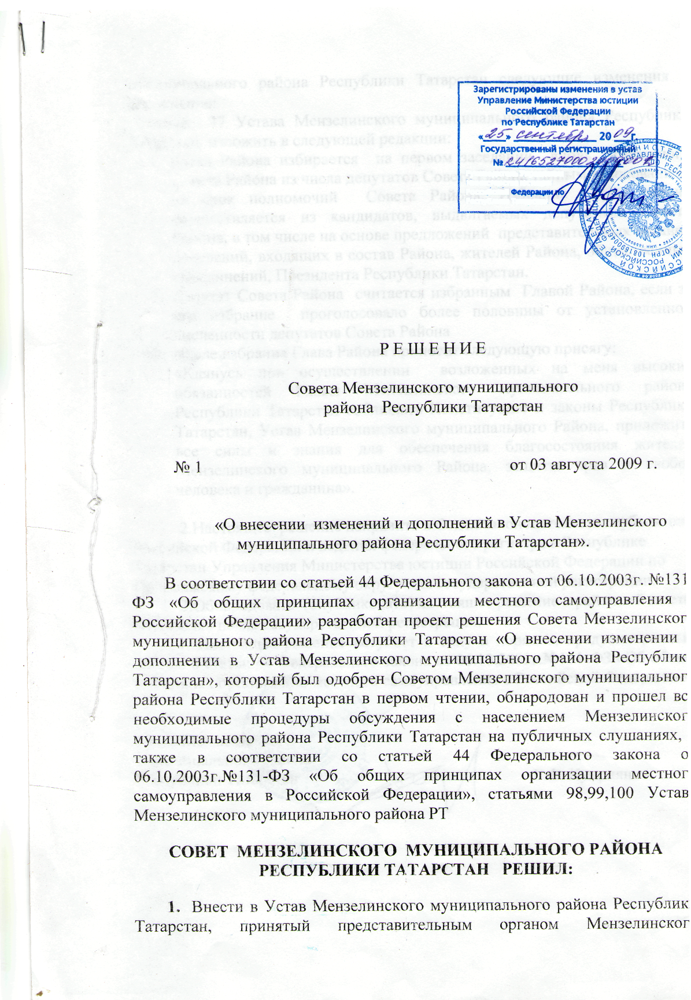 Зарегистрированы изменения в устав
Управление Министерства юстиции
Российской Федерации
по Республике Татарстан
«25» сентября 2009 г.
Государственный регистрационный
№
Федерации по
РЕШЕНИЕ
Совета Мензелинского муниципального
района Республики Татарстан
№ 1 от 03 августа 2009 г.
«О внесении изменений и дополнений в Устав Мензелинского
муниципального района Республики Татарстан».
В соответствии со статьей 44 Федерального закона от 06.10.2003г. №131
ФЗ «Об общих принципах организации местного самоуправления
Российской Федерации» разработан проект решения Совета Мензелинског
муниципального района Республики Татарстан «О внесении изменении
дополнении в Устав Мензелинского муниципального района Республик
Татарстан», который был одобрен Советом Мензелинского муниципальног
района Республики Татарстан в первом чтении, обнародован и прошел вс
необходимые процедуры обсуждения с населением Мензелинског
муниципального района Республики Татарстан на публичных слушаниях,
также в соответствии со статьей 44 Федерального закона о
06.10.2003г.№131-ФЗ «Об общих принципах организации местног
самоуправления в Российской Федерации», статьями 98,99,100 Устав
Мензелинского муниципального района РТ
СОВЕТ МЕНЗЕЛИНСКОГО МУНИЦИПАЛЬНОГО РАЙОНА
РЕСПУБЛИКИ ТАТАРСТАН РЕШИЛ:
1. Внести в Устав Мензелинского муниципального района Республик
Татарстан, принятый представительным органом Мензелинског